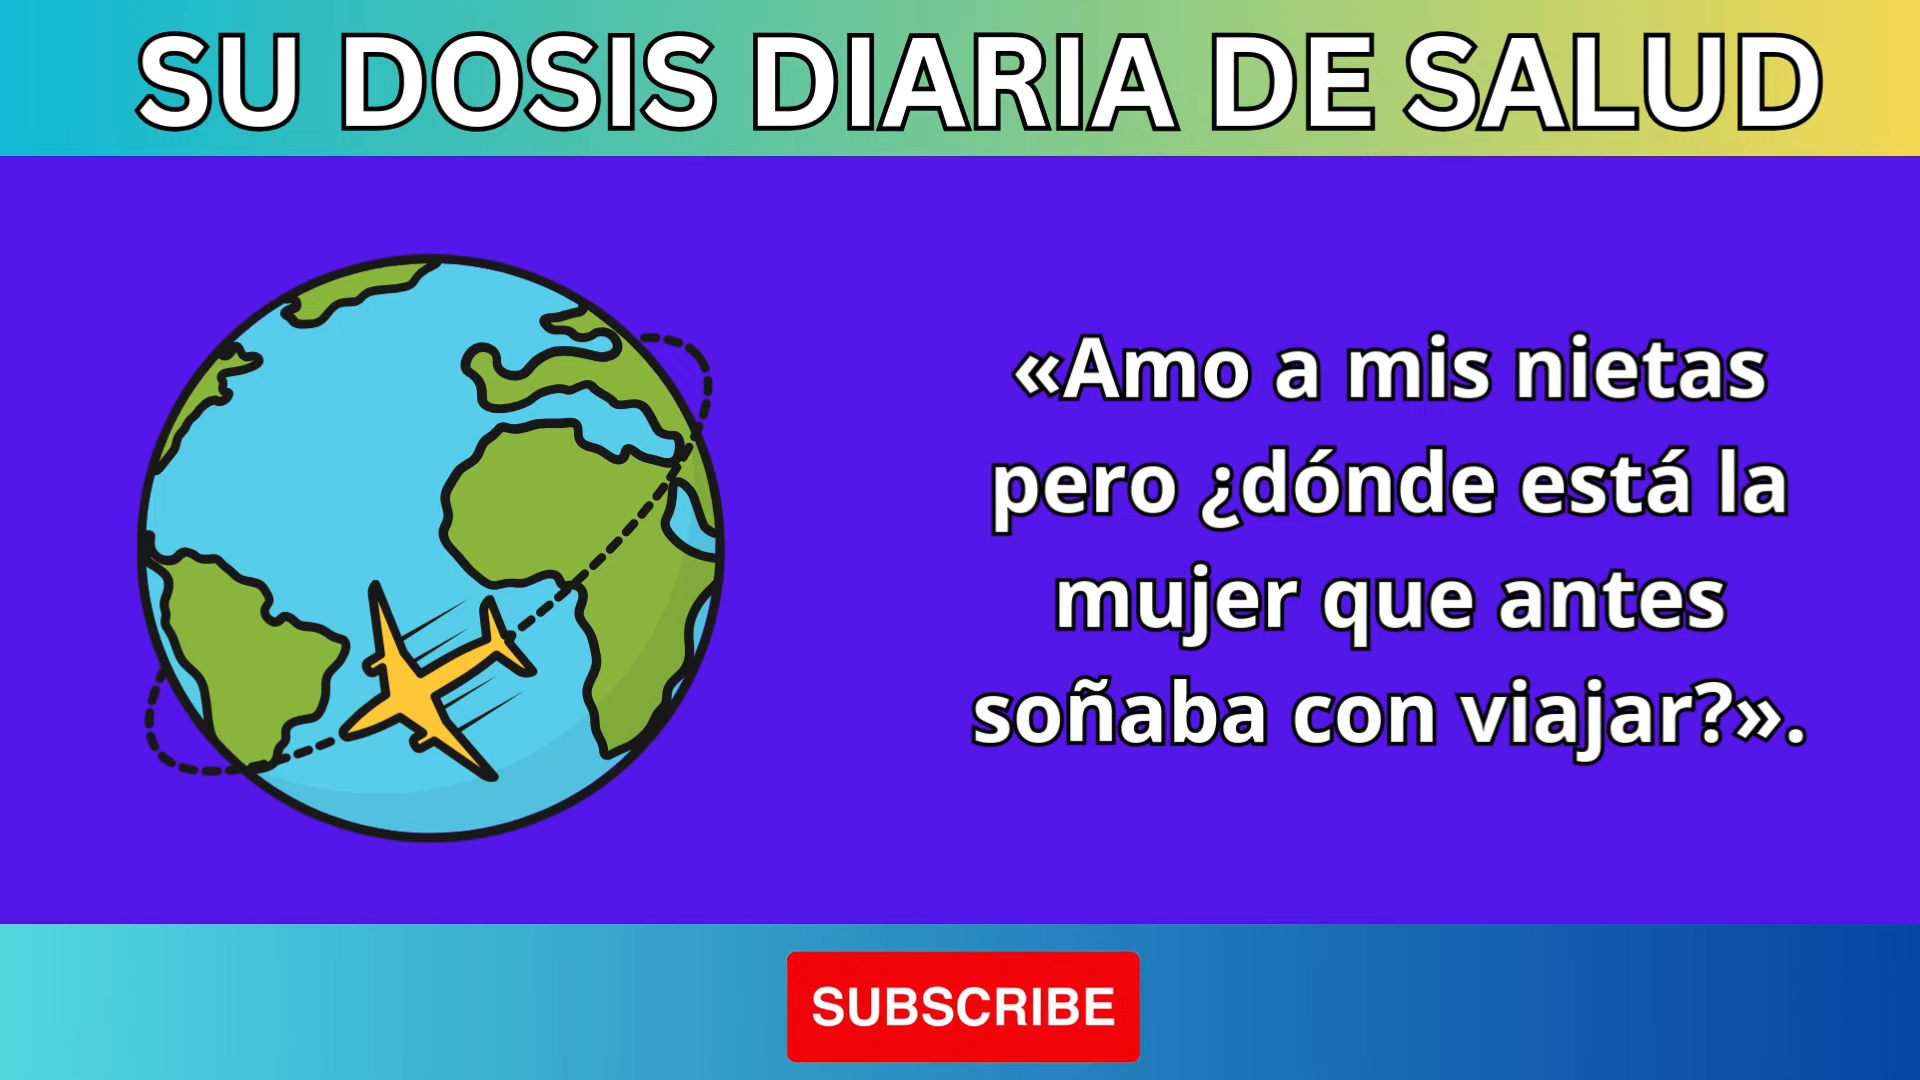 SU DOSIS DIARIA DE SALUD
«Amo a mis nietas
pero ¿dónde está la
mujer que antes
soñaba con viajar?».
SUBSCRIBE